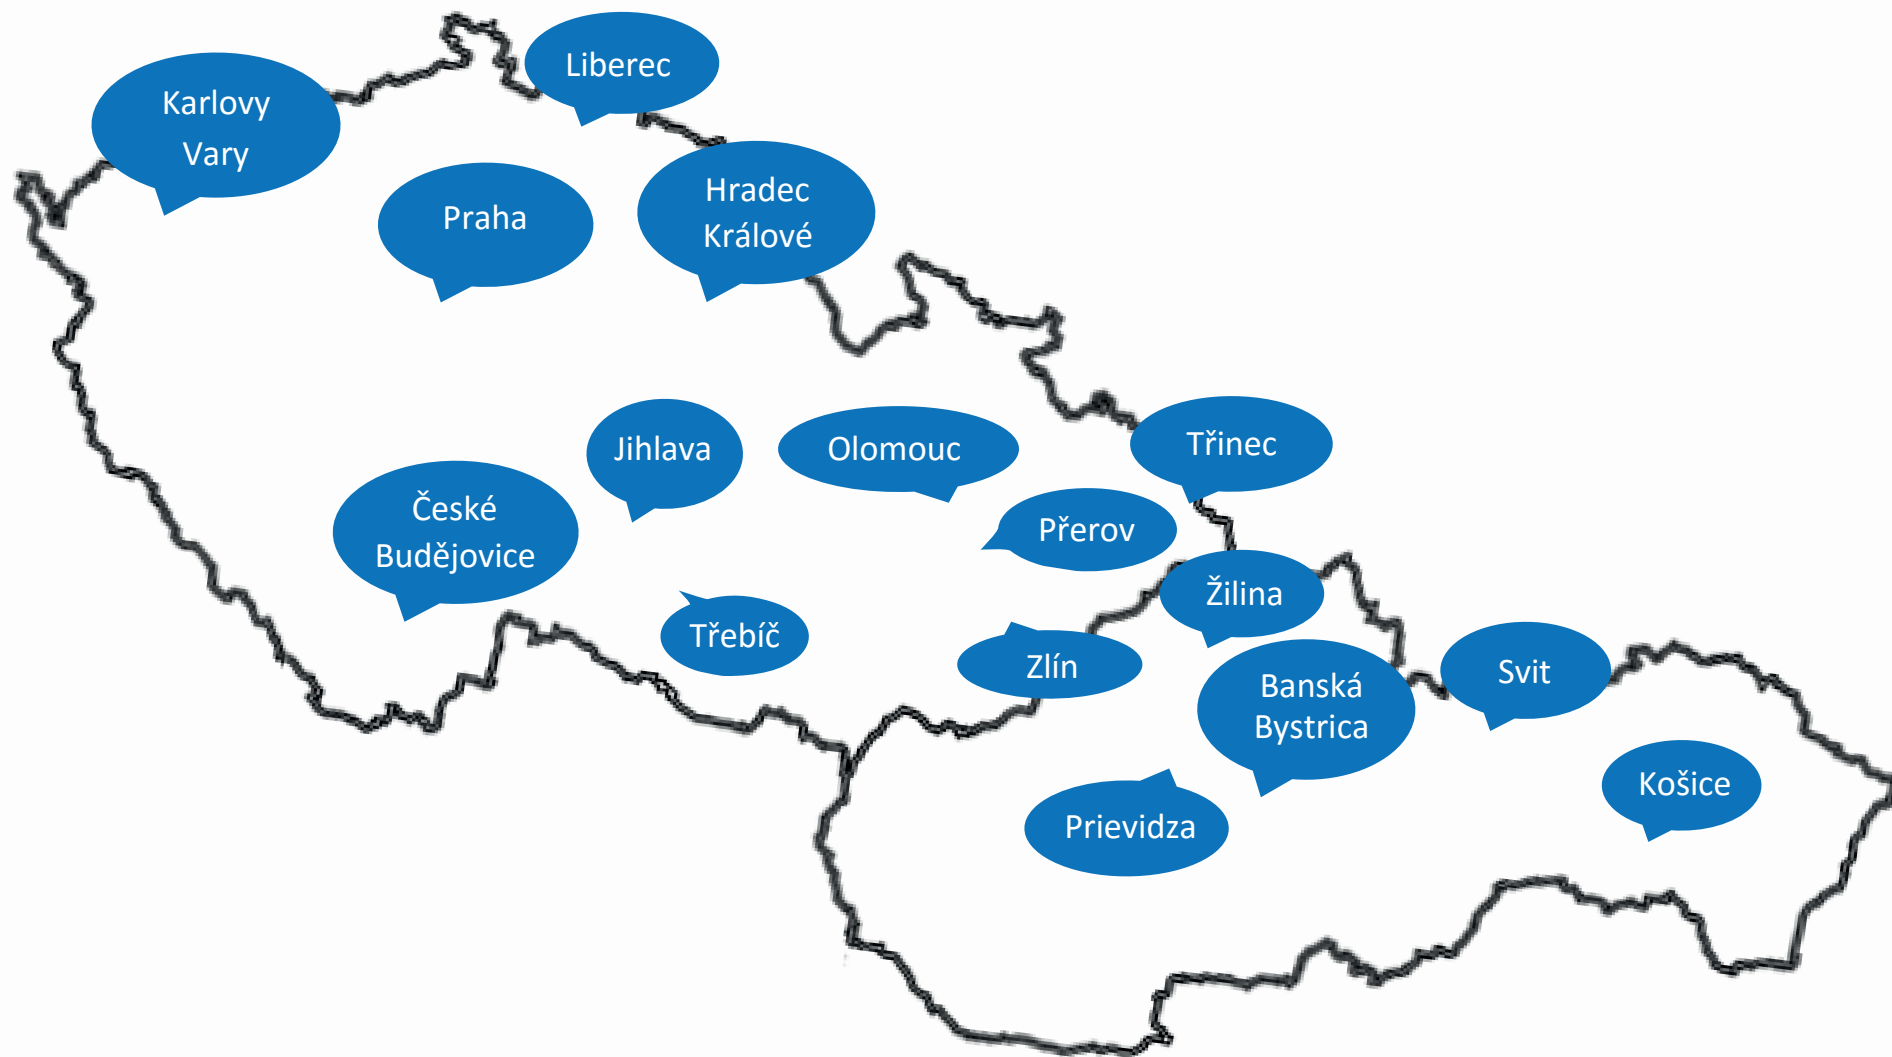 Liberec
Karlovy
Vary
Hradec
Králové
Praha
Jihlava
Olomouc
Třinec
České
Budějovice
Přerov
Žilina
Třebíč
Zlín
Svit
Banská
Bystrica
Košice
Prievidza